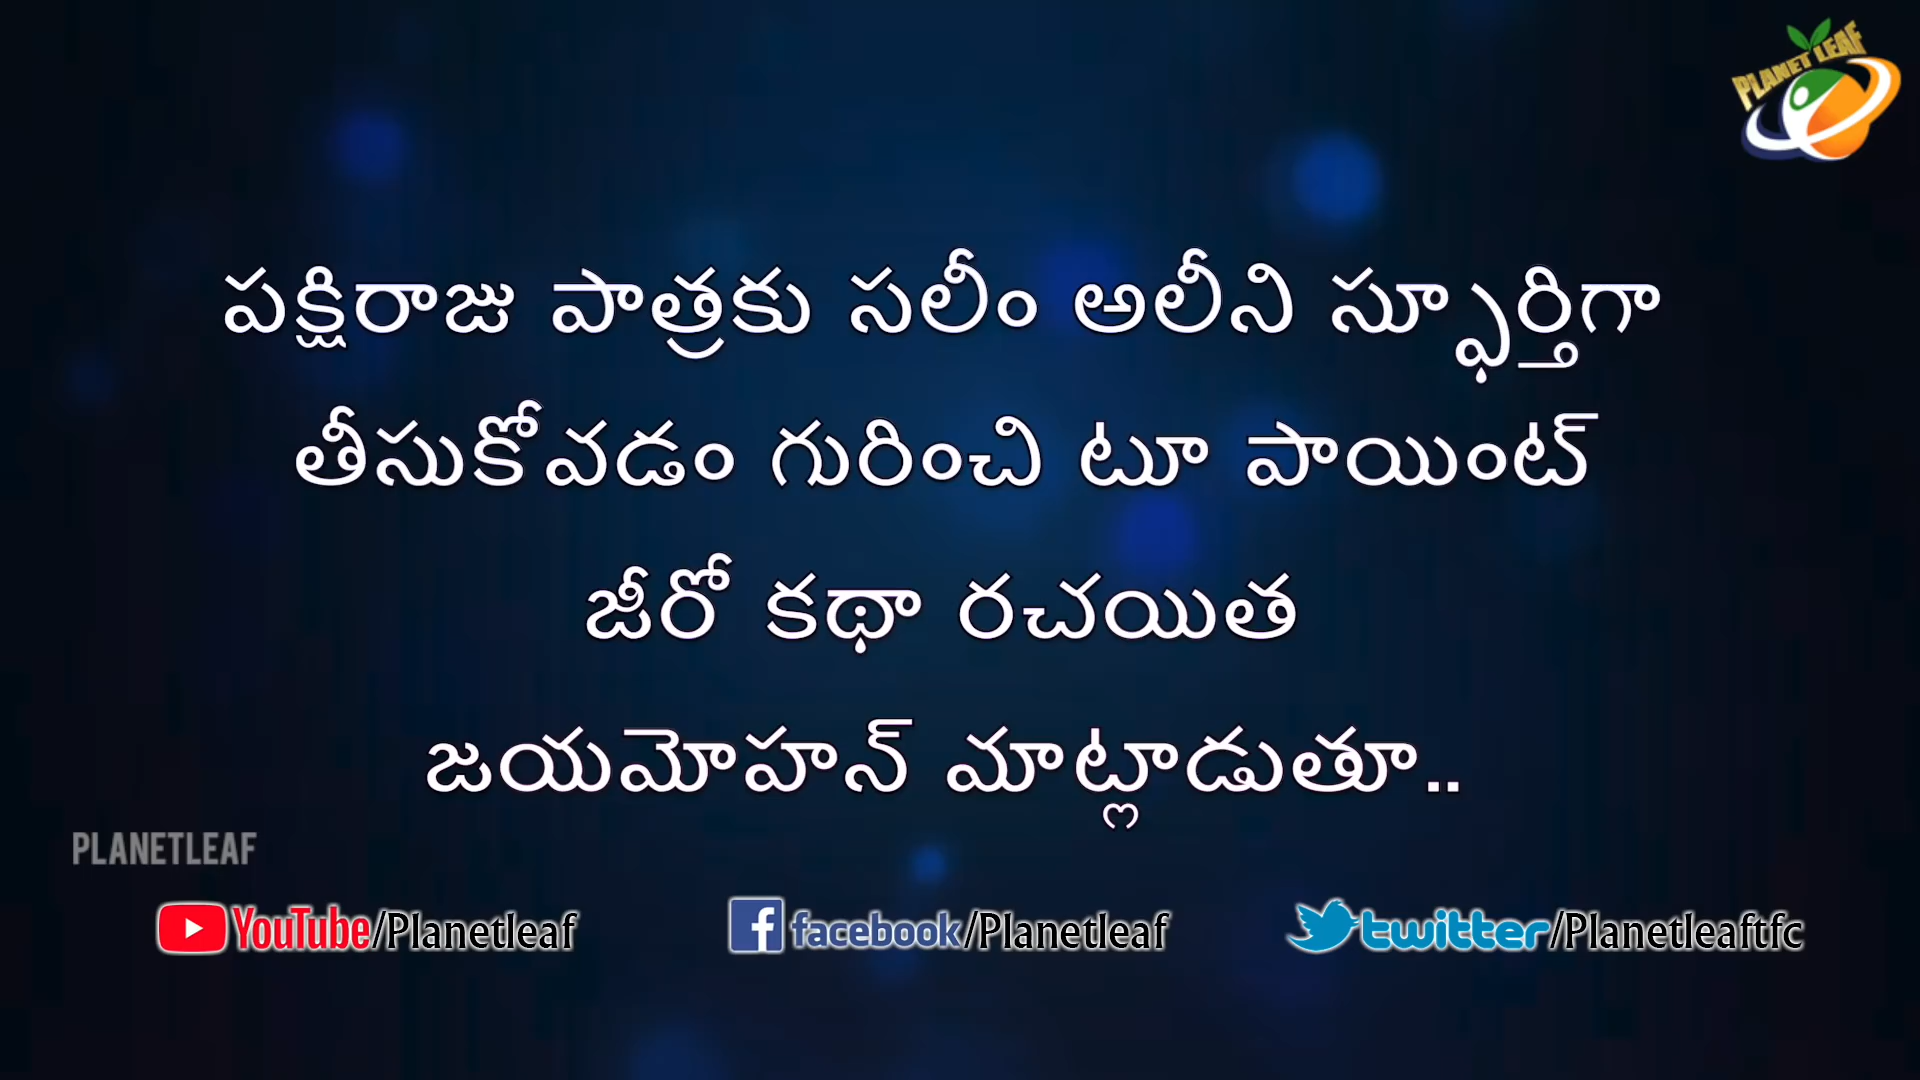 PLANET LEAF
పక్షిరాజు పాత్రకు సలీం అలీని స్ఫూర్తిగా
తీసుకోవడం గురించి టూ పాయింట్
జీరో కథా రచయిత
జయమోహన్ మాట్లాడుతూ..
PLANETLEAF
YouTube/Planetleaf facebook/Planetleaf twitter/Planetleaftfc